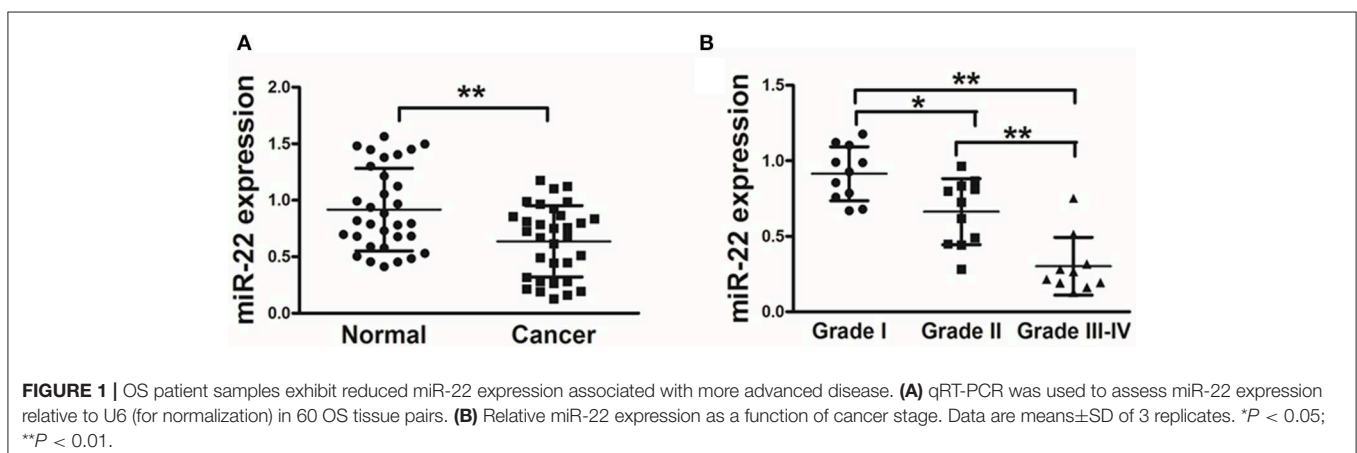 A
B
miR-22 expression
2.0
1.5
1.0
0.5
0.0
**
Normal
Cancer
miR-22 expression
1.5
1.0
0.5
0.0
**
*
**
Grade I
Grade II
Grade III-IV
FIGURE 1 | OS patient samples exhibit reduced miR-22 expression associated with more advanced disease. (A) qRT-PCR was used to assess miR-22 expression
relative to U6 (for normalization) in 60 OS tissue pairs. (B) Relative miR-22 expression as a function of cancer stage. Data are means±SD of 3 replicates. *P < 0.05;
**P < 0.01.